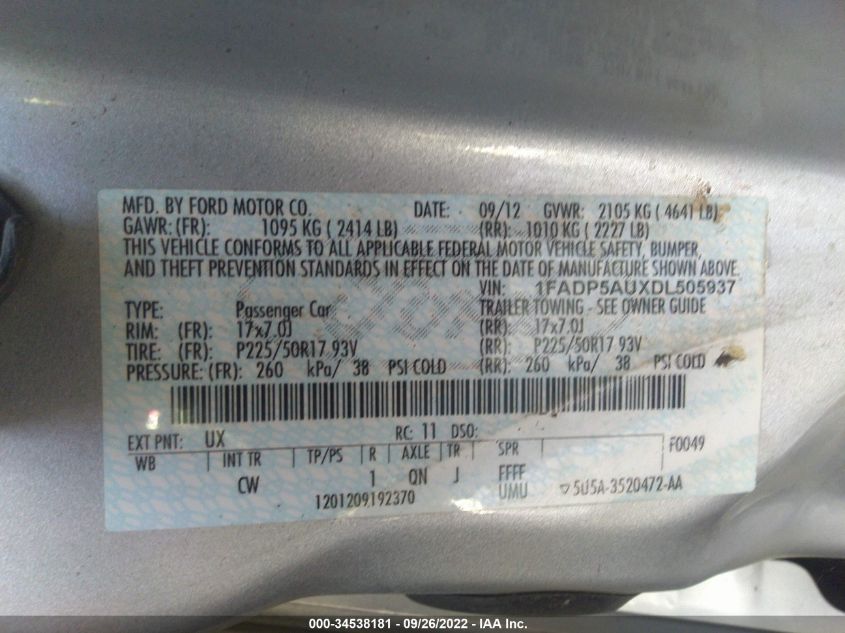 MFD. BY FORD MOTOR CO. DATE: 09/12 GVWR: 2105 KG ( 4641 LB)
GAWR: (FR): 1095 KG ( 2414 LB) (RR): 1010 KG ( 2227 LB)
THIS VEHICLE CONFORMS TO ALL APPLICABLE FEDERAL MOTOR VEHICLE SAFETY, BUMPER,
AND THEFT PREVENTION STANDARDS IN EFFECT ON THE DATE OF MANUFACTURE SHOWN ABOVE.
VIN: 1FADP5AUXDL505937
TYPE: Passenger Car TRAILER TOWING - SEE OWNER GUIDE
RIM: (FR): 17x7.0J (RR): 17x7.0J
TIRE: (FR): P225/50R17 93V (RR): P225/50R17 93V
PRESSURE: (FR): 260 kPa/ 38 PSI COLD (RR): 260 kPa/ 38 PSI COLD
EXT PNT: UX RC: 11 DSO: F0049
WB INT TR TP/PS R AXLE TR SPR
CW 1 QN J FFFF
UMU
1201209192370 ▽5U5A-3520472-AA
000-34538181 - 09/26/2022 - IAA Inc.